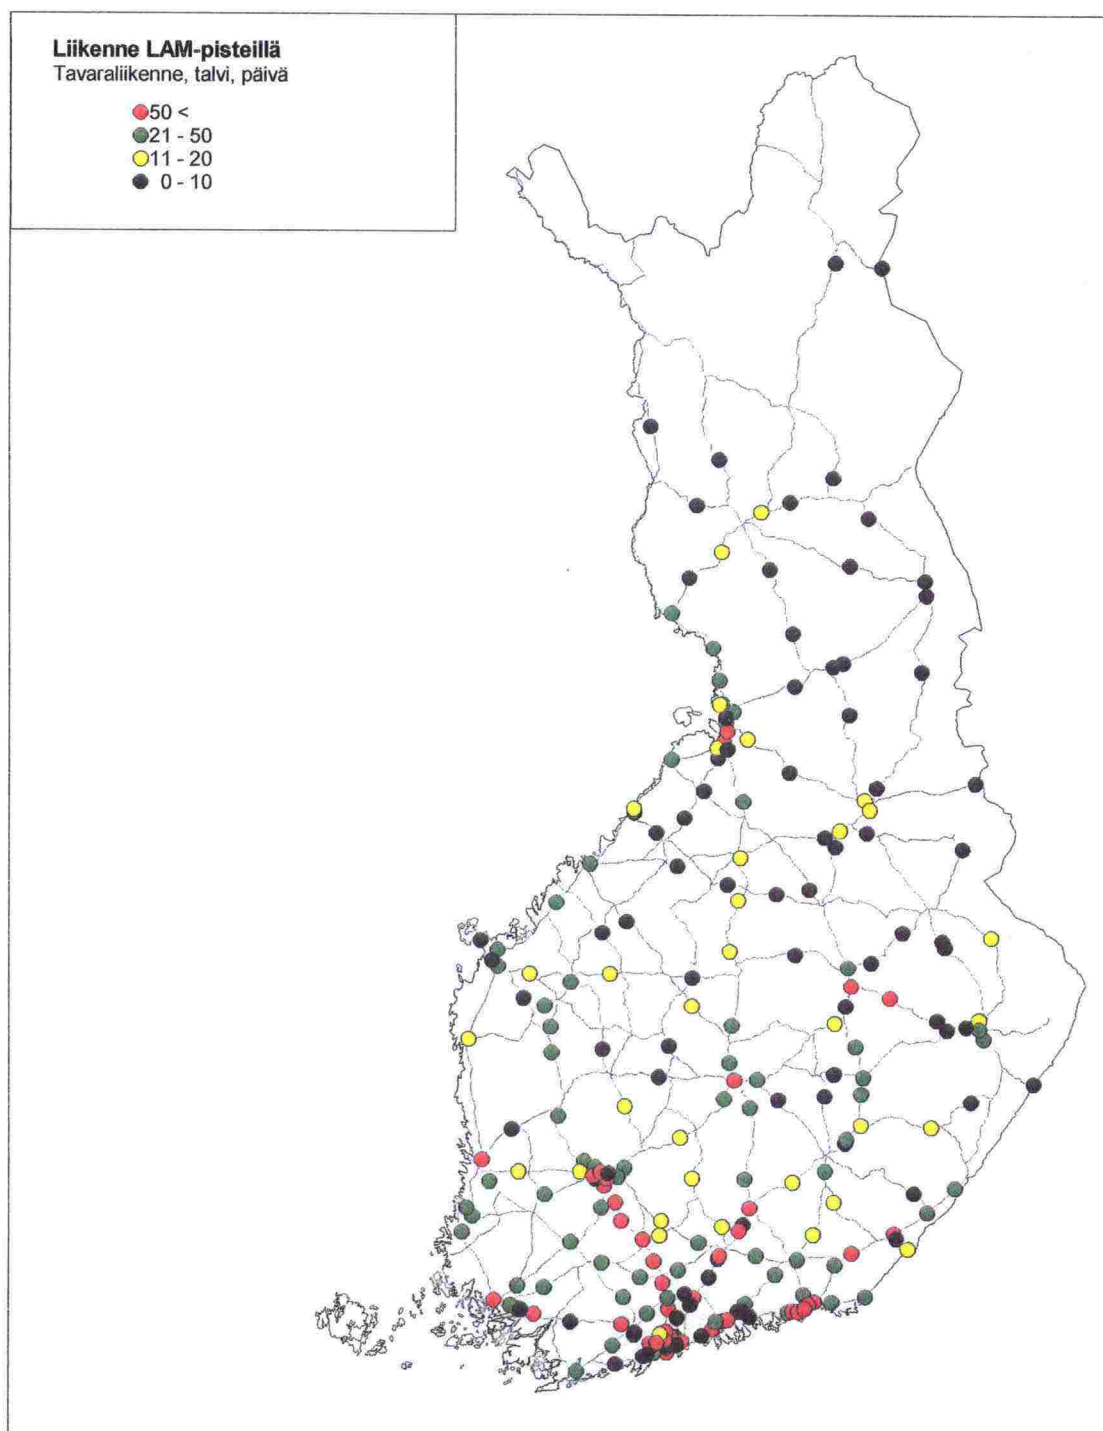 Liikenne LAM-pisteillä
Tavaraliikenne, talvi, päivä
50 <
21 - 50
11 - 20
0 - 10